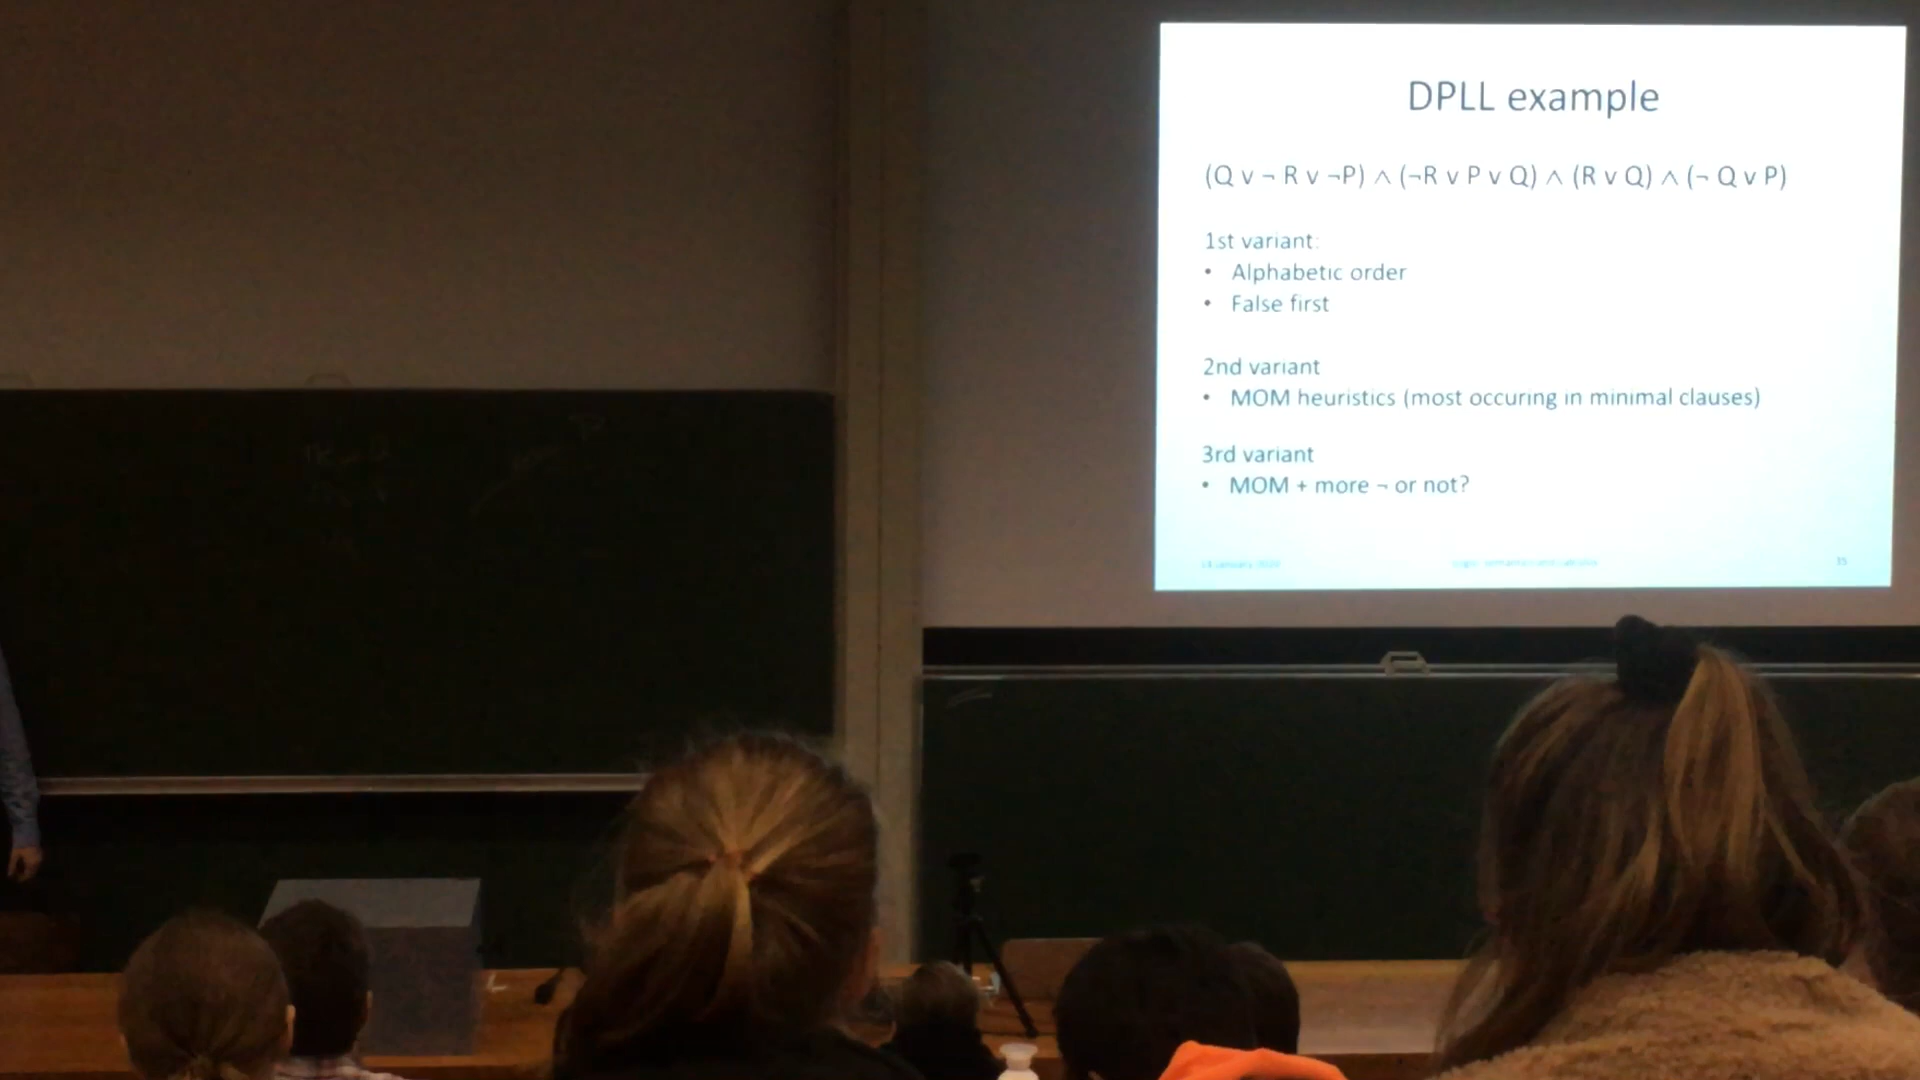 DPLL example
(Q v ¬ R v ¬P) ∧ (¬R v P v Q) ∧ (R v Q) ∧ (¬ Q v P)
1st variant:
• Alphabetic order
• False first
2nd variant
• MOM heuristics (most occuring in minimal clauses)
3rd variant
• MOM + more ¬ or not?